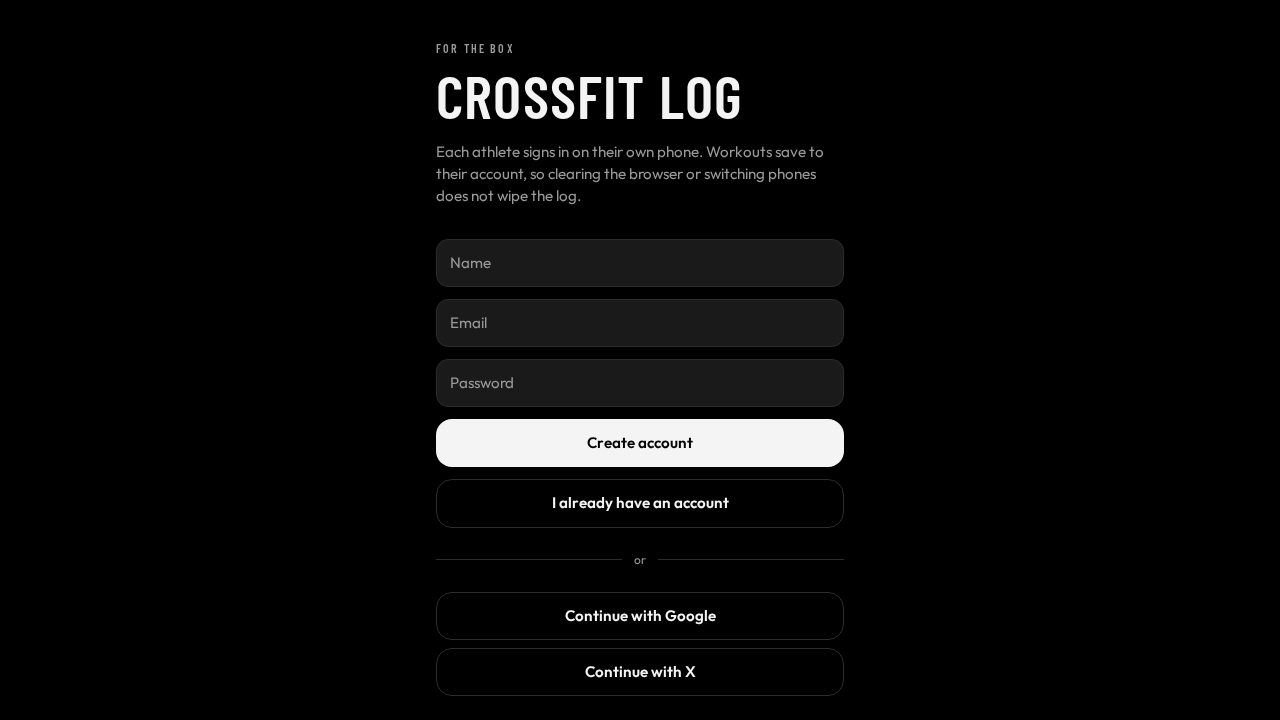 FOR THE BOX
CROSSFIT LOG
Each athlete signs in on their own phone. Workouts save to
their account, so clearing the browser or switching phones
does not wipe the log.
Name
Email
Password
Create account
I already have an account
or
Continue with Google
Continue with X